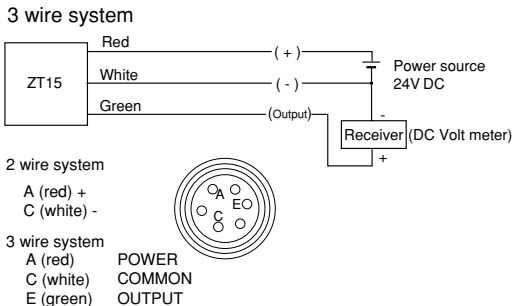 3 wire system
Red
( + )
Power source
24V DC
ZT15
White
( - )
Green
(Output)
-
Receiver (DC Volt meter)
+
2 wire system
A (red) +
C (white) -
A
E
C
3 wire system
A (red) POWER
C (white) COMMON
E (green) OUTPUT